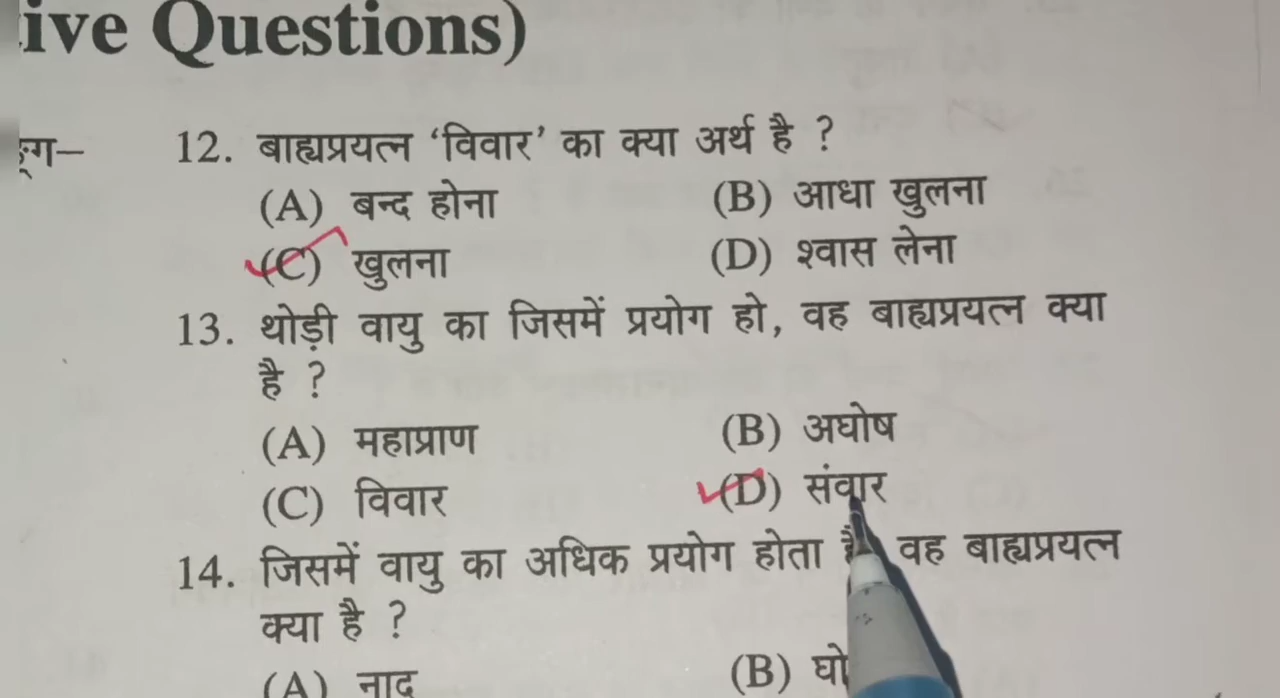 ive Questions)
12. बाह्यप्रयत्न ‘विवार’ का क्या अर्थ है ?
(A) बन्द होना (B) आधा खुलना
(C) खुलना (D) श्वास लेना
13. थोड़ी वायु का जिसमें प्रयोग हो, वह बाह्यप्रयत्न क्या
है ?
(A) महाप्राण (B) अघोष
(C) विवार (D) संवार
14. जिसमें वायु का अधिक प्रयोग होता है वह बाह्यप्रयत्न
क्या है ?
(A) नाद (B) घो